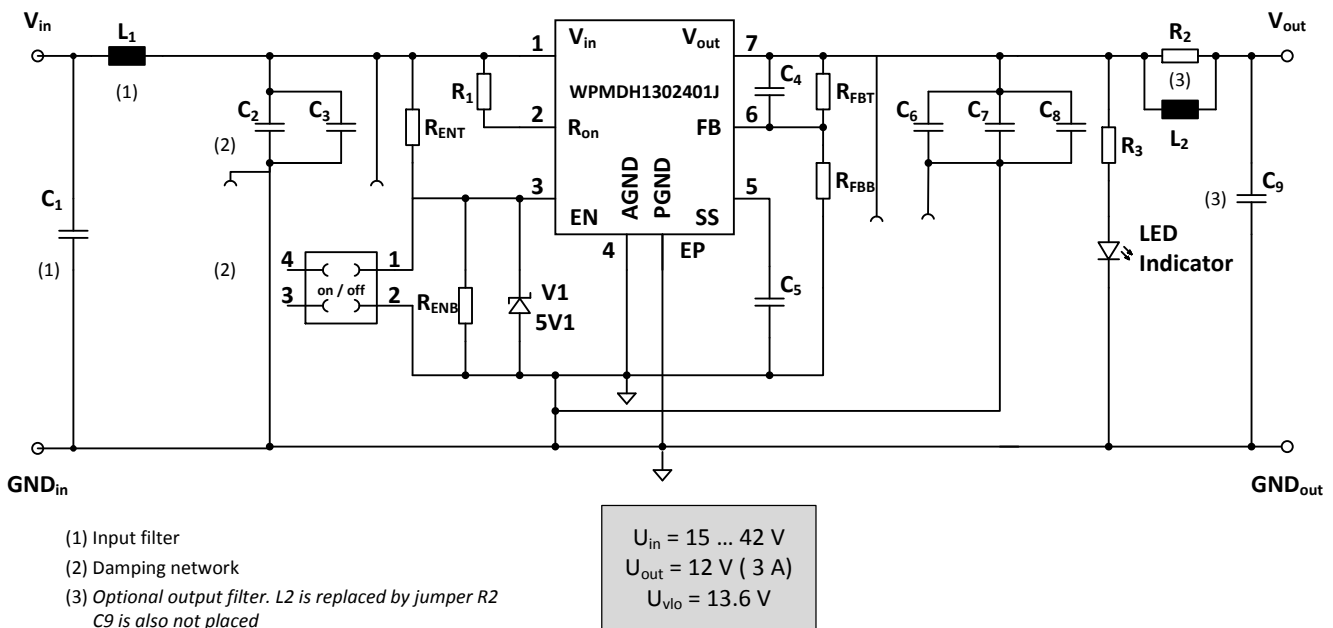 Vin
L1
(1)
C1
(1)
C2
(2)
C3
(2)
RENT
R1
1
Vin
Vout
7
WPMDH1302401J
2
Ron
FB
6
3
EN
AGND
PGND
SS
5
4
EP
C4
RFBT
RFBB
C5
4
1
on / off
3
2
RENB
V1
5V1
C6
C7
C8
R3
LED
Indicator
R2
(3)
L2
Vout
C9
(3)
GNDin
GNDout
(1) Input filter
(2) Damping network
(3) Optional output filter. L2 is replaced by jumper R2
C9 is also not placed
Uin = 15 ... 42 V
Uout = 12 V ( 3 A)
Uvlo = 13.6 V